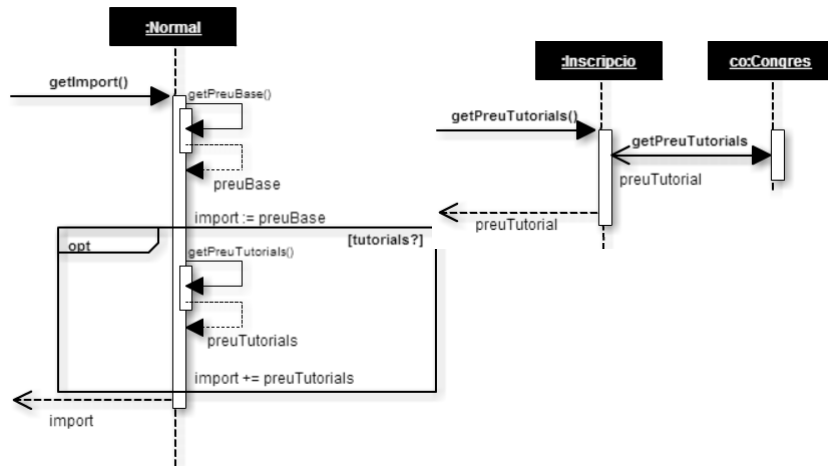 :Normal
getImport()
getPreuBase()
preuBase
import := preuBase
opt
[tutorials?]
getPreuTutorials()
preuTutorials
import += preuTutorials
import
:Inscripcio
co:Congres
getPreuTutorials()
getPreuTutorials
preuTutorial
preuTutorial